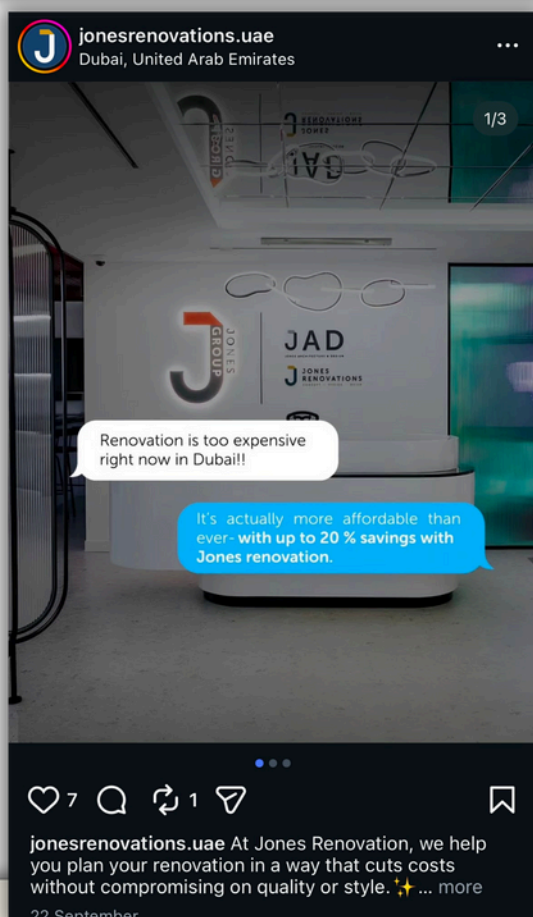 jonesrenovations.uae
Dubai, United Arab Emirates
1/3
JONES
GROUP
JAD
JONES
RENOVATIONS
Renovation is too expensive
right now in Dubai!!
It's actually more affordable than
ever- with up to 20 % savings with
Jones renovation.
7
1
jonesrenovations.uae At Jones Renovation, we help
you plan your renovation in a way that cuts costs
without compromising on quality or style.✨... more
22 September